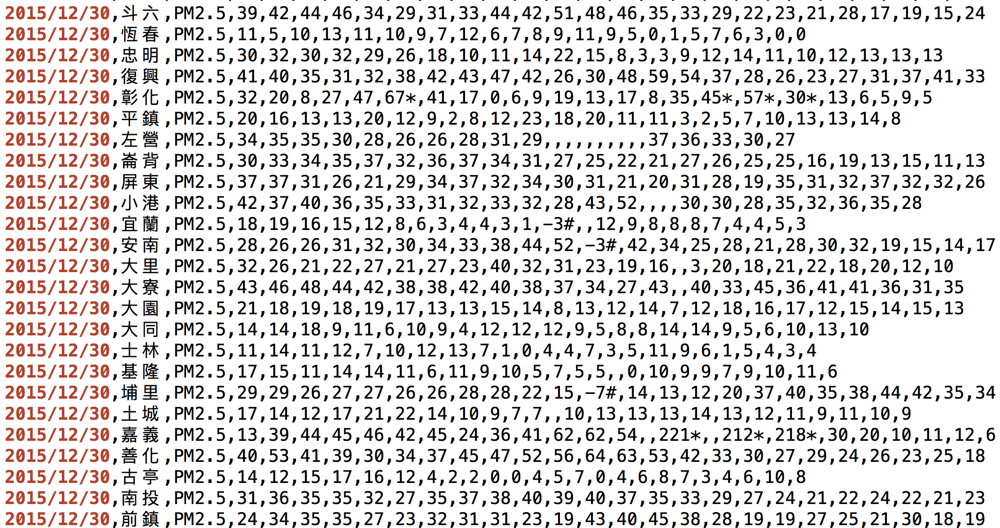 2015/12/30,斗六,PM2.5,39,42,44,46,34,29,31,33,44,42,51,48,46,35,33,29,22,23,21,28,17,19,15,24
2015/12/30,恆春,PM2.5,11,5,10,13,11,10,9,7,12,6,7,8,9,11,9,5,0,1,5,7,6,3,0,0
2015/12/30,忠明,PM2.5,30,32,30,32,29,26,18,10,11,14,22,15,8,3,3,9,12,14,11,10,12,13,13,13
2015/12/30,復興,PM2.5,41,40,35,31,32,38,42,43,47,42,26,30,48,59,54,37,28,26,23,27,31,37,41,33
2015/12/30,彰化,PM2.5,32,20,8,27,47,67*,41,17,0,6,9,19,13,17,8,35,45*,57*,30*,13,6,5,9,5
2015/12/30,平鎮,PM2.5,20,16,13,13,20,12,9,2,8,12,23,18,20,11,11,3,2,5,7,10,13,13,14,8
2015/12/30,左營,PM2.5,34,35,35,30,28,26,26,28,31,29,,,,,,,,,,37,36,33,30,27
2015/12/30,崙背,PM2.5,30,33,34,35,37,32,36,37,34,31,27,25,22,21,27,26,25,25,16,19,13,15,11,13
2015/12/30,屏東,PM2.5,37,37,31,26,21,29,34,37,32,34,30,31,21,20,31,28,19,35,31,32,37,32,32,26
2015/12/30,小港,PM2.5,42,37,40,36,35,33,31,32,33,32,28,43,52,,,,30,30,28,35,32,36,35,28
2015/12/30,宜蘭,PM2.5,18,19,16,15,12,8,6,3,4,4,3,1,-3#,,12,9,8,8,8,7,4,4,5,3
2015/12/30,安南,PM2.5,28,26,26,31,32,30,34,33,38,44,52,-3#,42,34,25,28,21,28,30,32,19,15,14,17
2015/12/30,大里,PM2.5,32,26,21,22,27,21,27,23,40,32,31,23,19,16,,3,20,18,21,22,18,20,12,10
2015/12/30,大寮,PM2.5,43,46,48,44,42,38,38,42,40,38,37,34,27,43,,40,33,45,36,41,41,36,31,35
2015/12/30,大園,PM2.5,21,18,19,18,19,17,13,13,15,14,8,13,12,14,7,12,18,16,17,12,15,14,15,13
2015/12/30,大同,PM2.5,14,14,18,9,11,6,10,9,4,12,12,12,9,5,8,8,14,14,9,5,6,10,13,10
2015/12/30,士林,PM2.5,11,14,11,12,7,10,12,13,7,1,0,4,4,7,3,5,11,9,6,1,5,4,3,4
2015/12/30,基隆,PM2.5,17,15,11,14,14,11,6,11,9,10,5,7,5,5,,0,10,9,9,7,9,10,11,6
2015/12/30,埔里,PM2.5,29,29,26,27,27,26,26,28,28,22,15,-7#,14,13,12,20,37,40,35,38,44,42,35,34
2015/12/30,土城,PM2.5,17,14,12,17,21,22,14,10,9,7,7,,10,13,13,13,14,13,12,11,9,11,10,9
2015/12/30,嘉義,PM2.5,13,39,44,45,46,42,45,24,36,41,62,62,54,,221*,,212*,218*,30,20,10,11,12,6
2015/12/30,善化,PM2.5,40,53,41,39,30,34,37,45,47,52,56,64,63,53,42,33,30,27,29,24,26,23,25,18
2015/12/30,古亭,PM2.5,14,12,15,17,16,12,4,2,2,0,0,4,5,7,0,4,6,8,7,3,4,6,10,8
2015/12/30,南投,PM2.5,31,36,35,35,32,27,35,37,38,40,39,40,37,35,33,29,27,24,21,22,24,22,21,23
2015/12/30,前鎮,PM2.5,24,34,35,35,27,23,32,31,31,23,19,43,40,45,38,28,19,19,27,25,21,30,18,19